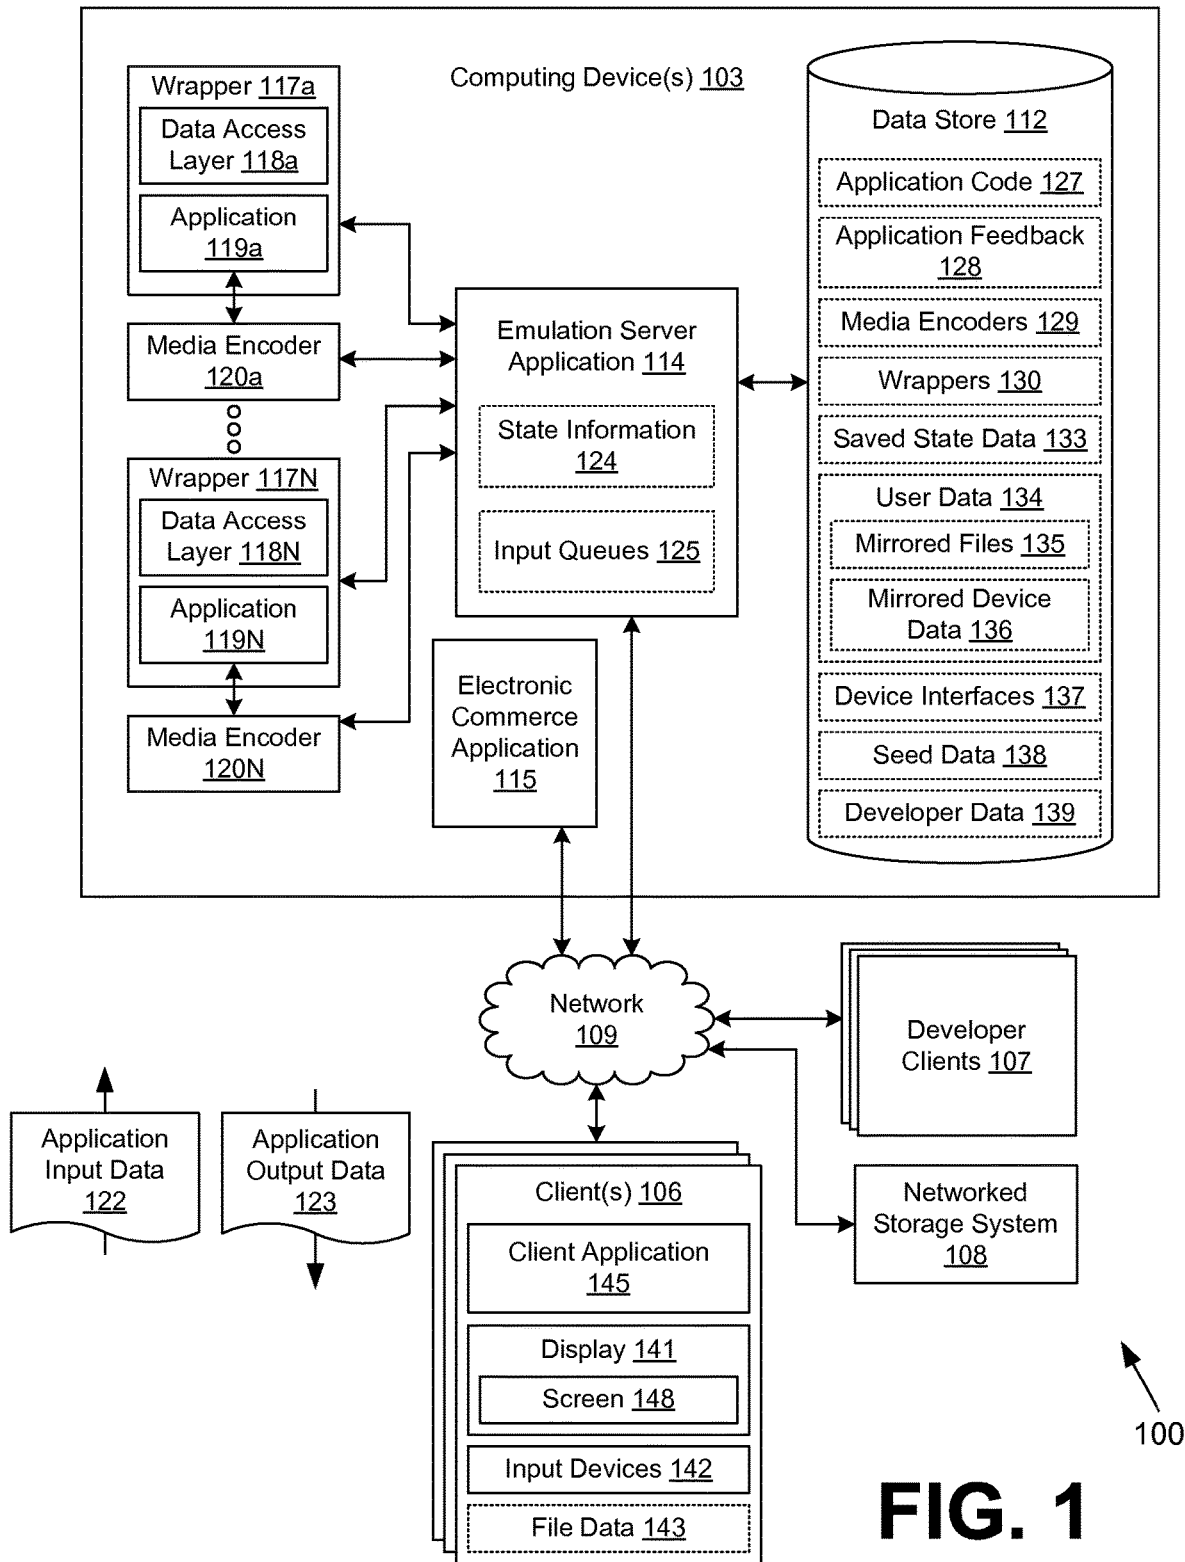 Computing Device(s) 103
Wrapper 117a
Data Access
Layer 118a
Application
119a
Media Encoder
120a
Wrapper 117N
Data Access
Layer 118N
Application
119N
Media Encoder
120N
Emulation Server
Application 114
State Information
124
Input Queues 125
Electronic
Commerce
Application
115
Data Store 112
Application Code 127
Application Feedback
128
Media Encoders 129
Wrappers 130
Saved State Data 133
User Data 134
Mirrored Files 135
Mirrored Device
Data 136
Device Interfaces 137
Seed Data 138
Developer Data 139
Network
109
Developer
Clients 107
Application
Input Data
122
Application
Output Data
123
Networked
Storage System
108
Client(s) 106
Client Application
145
Display 141
Screen 148
Input Devices 142
File Data 143
100
FIG. 1